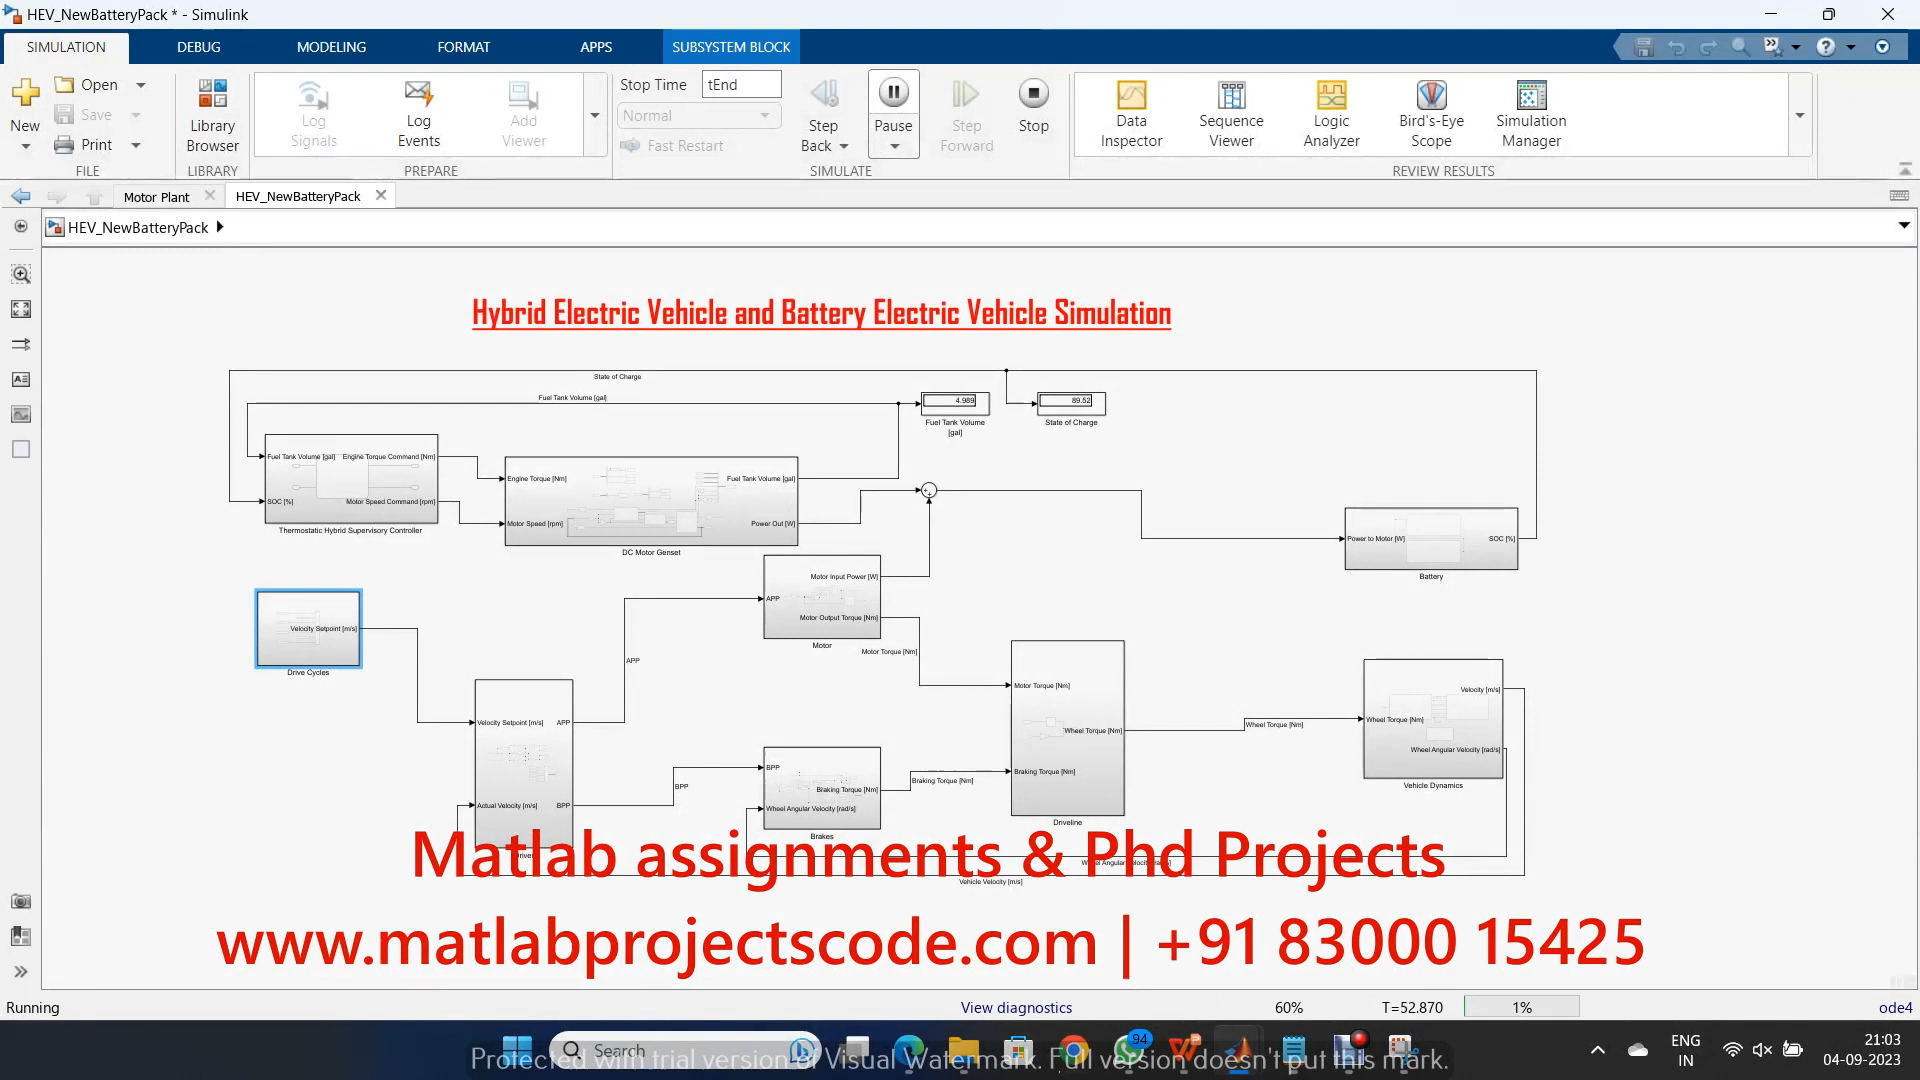 HEV_NewBatteryPack * - Simulink
SIMULATION DEBUG MODELING FORMAT APPS SUBSYSTEM BLOCK
New Open Save Print
FILE
Library Browser
LIBRARY
Log Signals
Log Events
Add Viewer
PREPARE
Stop Time tEnd
Normal
Fast Restart
Step Back
Pause
Step Forward
Stop
SIMULATE
Data Inspector
Sequence Viewer
Logic Analyzer
Bird's-Eye Scope
Simulation Manager
REVIEW RESULTS
Motor Plant HEV_NewBatteryPack
HEV_NewBatteryPack
Hybrid Electric Vehicle and Battery Electric Vehicle Simulation
State of Charge
Fuel Tank Volume [gal]
4.989
Fuel Tank Volume
[gal]
89.52
State of Charge
Fuel Tank Volume [gal] Engine Torque Command [Nm]
SOC [%] Motor Speed Command [rpm]
Thermostatic Hybrid Supervisory Controller
Engine Torque [Nm] Fuel Tank Volume [gal]
Motor Speed [rpm] Power Out [W]
DC Motor Genset
Power to Motor [W] SOC [%]
Battery
Motor Input Power [W]
APP
Motor Output Torque [Nm]
Motor
Motor Torque [Nm]
Velocity Setpoint [m/s]
Drive Cycles
APP
Velocity Setpoint [m/s] APP
Actual Velocity [m/s] BPP
BPP
BPP
Braking Torque [Nm]
Wheel Angular Velocity [rad/s]
Brakes
Braking Torque [Nm]
Motor Torque [Nm]
Wheel Torque [Nm]
Braking Torque [Nm]
Driveline
Wheel Torque [Nm]
Velocity [m/s]
Wheel Torque [Nm]
Wheel Angular Velocity [rad/s]
Vehicle Dynamics
Vehicle Velocity [m/s]
Matlab assignments & Phd Projects
www.matlabprojectscode.com | +91 83000 15425
Running View diagnostics 60% T=52.870 1% ode4
Search
94
ENG
IN
21:03
04-09-2023
Protected with trial version of Visual Watermark. Full version doesn't put this mark.